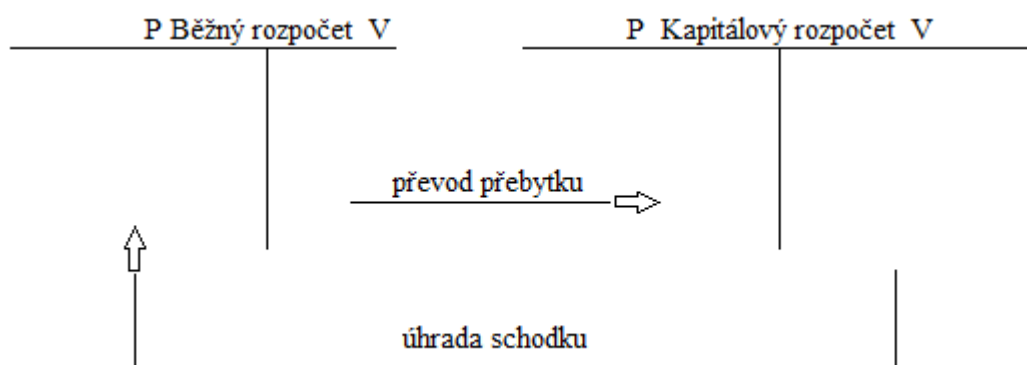 P Běžný rozpočet V
P Kapitálový rozpočet V
převod přebytku
úhrada schodku